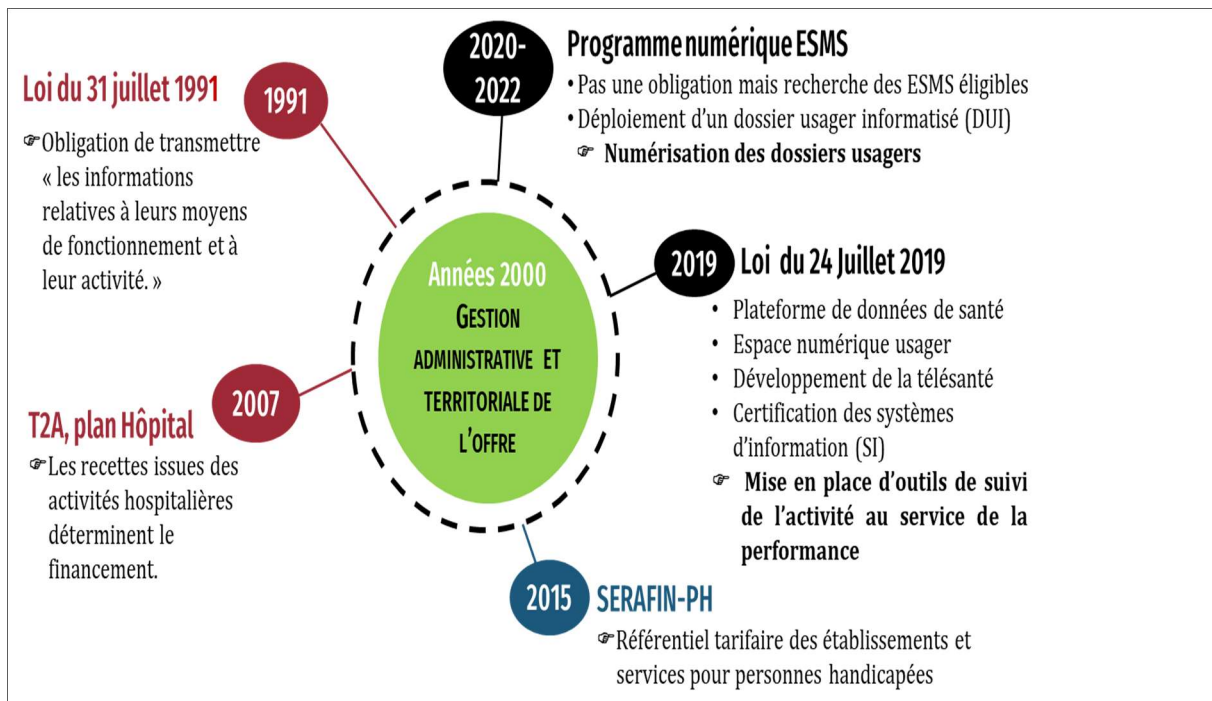 1991
Loi du 31 juillet 1991
☞Obligation de transmettre
« les informations
relatives à leurs moyens
de fonctionnement et à
leur activité. »
2007
T2A, plan Hôpital
☞Les recettes issues des
activités hospitalières
déterminent le
financement.
Années 2000
GESTION
ADMINISTRATIVE ET
TERRITORIALE DE
L'OFFRE
2015
SERAFIN-PH
☞Référentiel tarifaire des établissements et
services pour personnes handicapées
2019
Loi du 24 Juillet 2019
• Plateforme de données de santé
• Espace numérique usager
• Développement de la télésanté
• Certification des systèmes
d'information (SI)
☞ Mise en place d'outils de suivi
de l'activité au service de la
performance
2020-
2022
Programme numérique ESMS
• Pas une obligation mais recherche des ESMS éligibles
• Déploiement d'un dossier usager informatisé (DUI)
☞ Numérisation des dossiers usagers